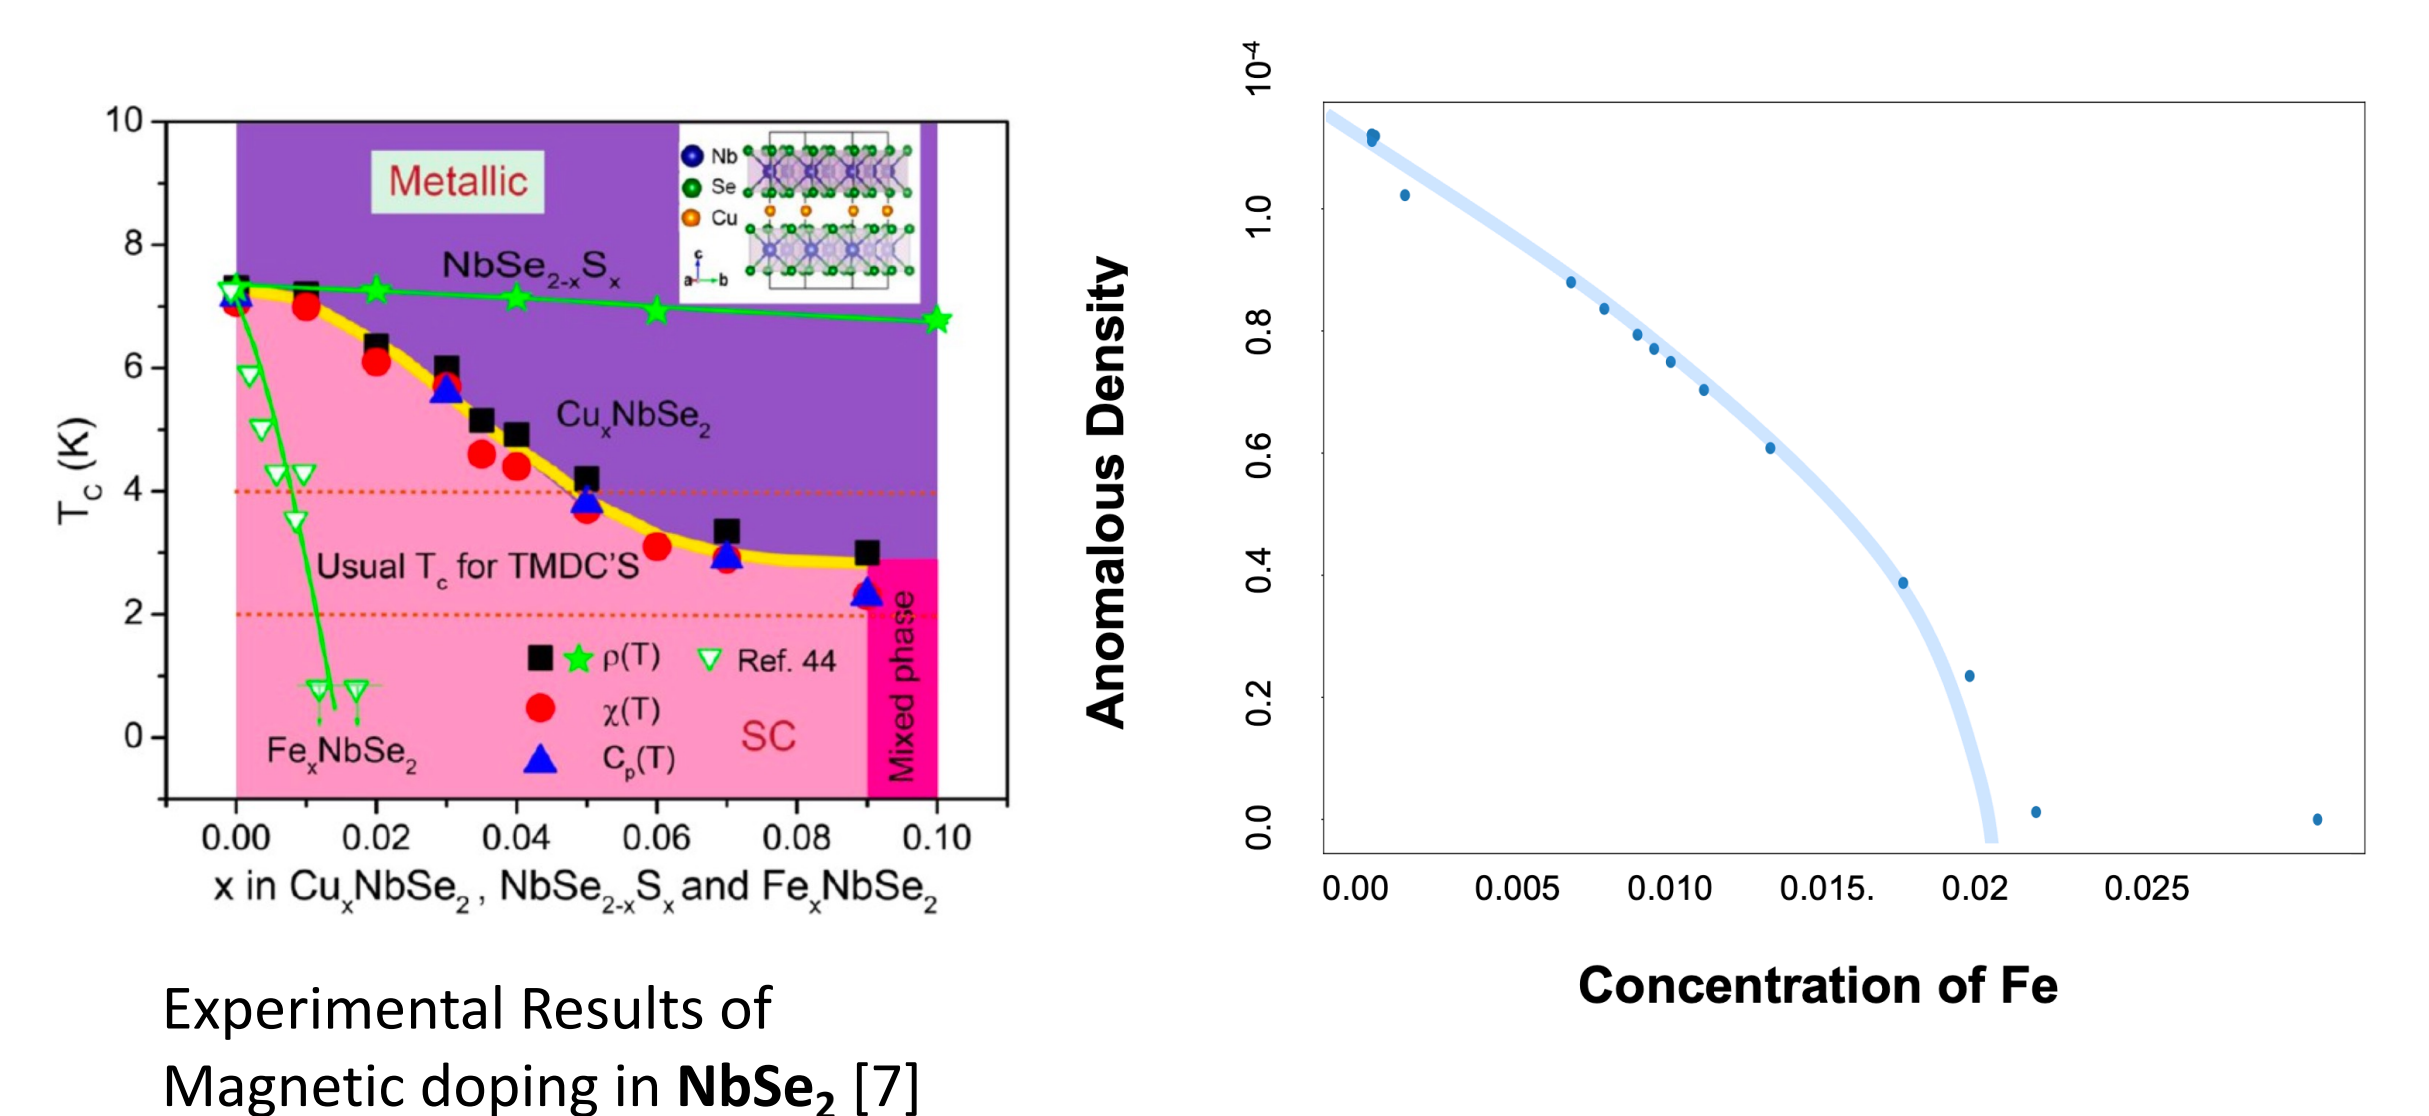 10
8
6
4
2
0
T_c (K)
Metallic
Nb
Se
Cu
c
a
b
NbSe₂₋ₓSₓ
CuₓNbSe₂
Usual T_c for TMDC'S
ρ(T)
Ref. 44
χ(T)
C_p(T)
SC
Mixed phase
FeₓNbSe₂
0.00 0.02 0.04 0.06 0.08 0.10
x in CuₓNbSe₂ , NbSe₂₋ₓSₓ and FeₓNbSe₂
Experimental Results of
Magnetic doping in NbSe₂ [7]
10⁻⁴
1.0
0.8
0.6
0.4
0.2
0.0
Anomalous Density
0.00 0.005 0.010 0.015. 0.02 0.025
Concentration of Fe